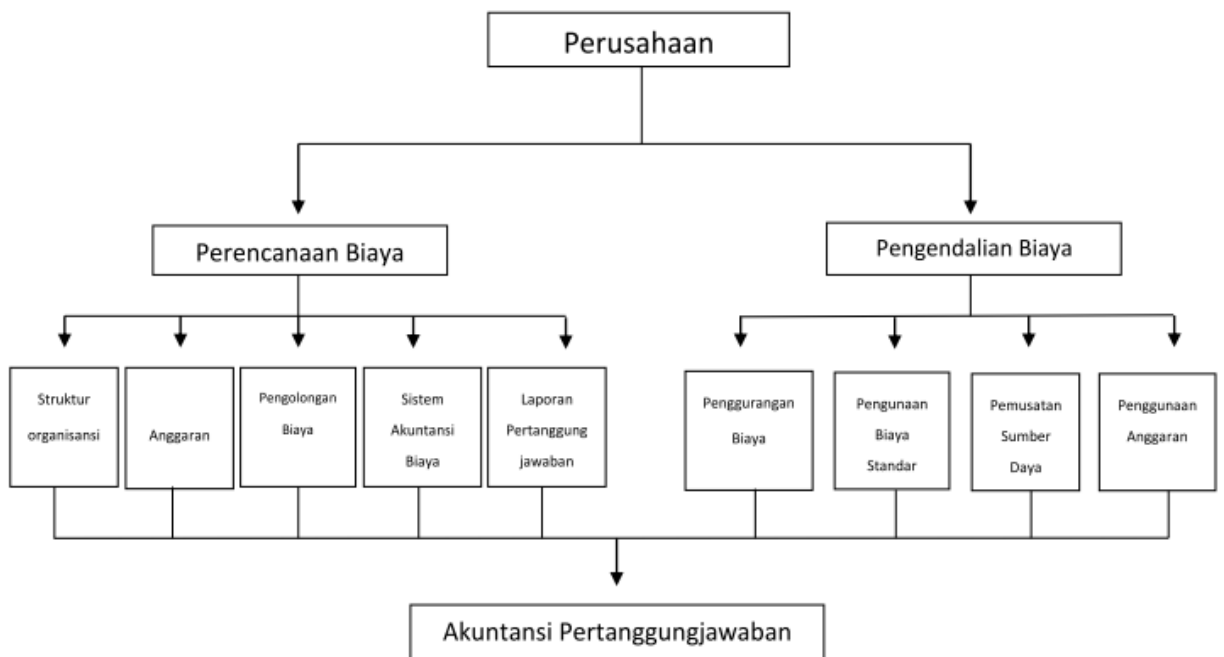 Perusahaan
Perencanaan Biaya
Pengendalian Biaya
Struktur
organisansi
Anggaran
Pengolongan
Biaya
Sistem
Akuntansi
Biaya
Laporan
Pertanggung
jawaban
Penggurangan
Biaya
Pengunaan
Biaya
Standar
Pemusatan
Sumber
Daya
Penggunaan
Anggaran
Akuntansi Pertanggungjawaban